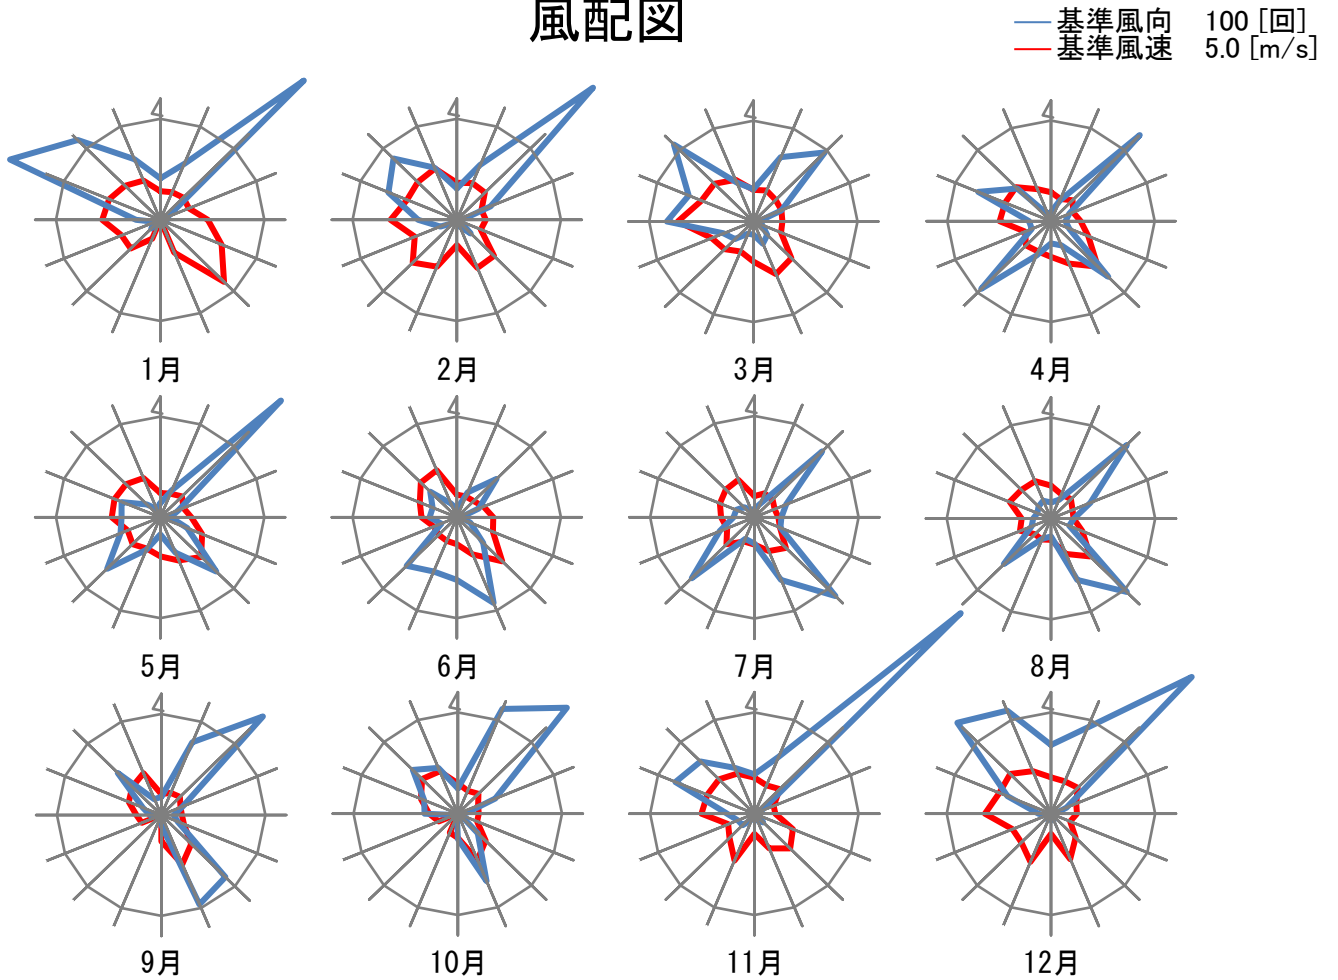 風配図
基準風向 100 [回]
基準風速 5.0 [m/s]
1月 2月 3月 4月
5月 6月 7月 8月
9月 10月 11月 12月